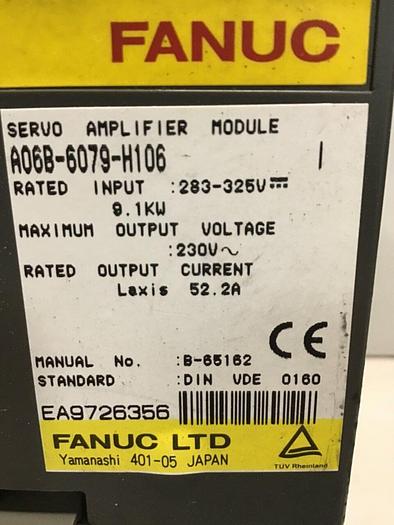 FANUC
SERVO AMPLIFIER MODULE
A06B-6079-H106 I
RATED INPUT :283-325V⎓
9.1KW
MAXIMUM OUTPUT VOLTAGE
:230V~
RATED OUTPUT CURRENT
Laxis 52.2A
CE
MANUAL No. :B-65162
STANDARD :DIN VDE 0160
EA9726356
FANUC LTD
Yamanashi 401-05 JAPAN
TUV Rheinland